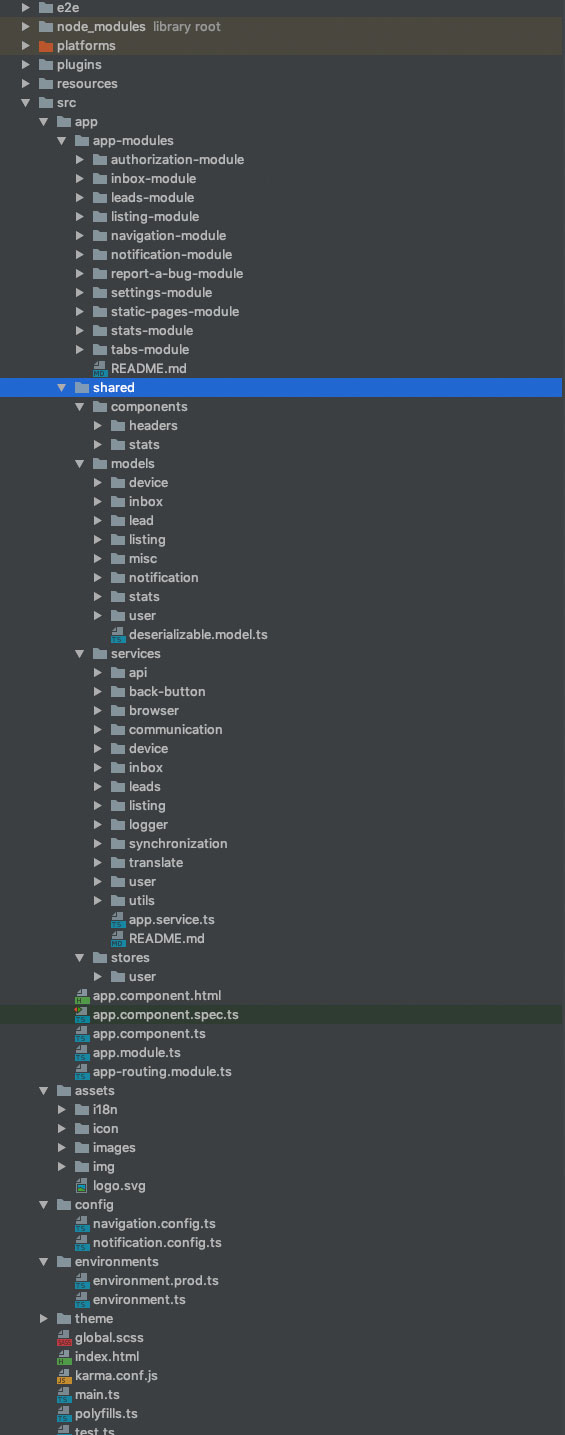 e2e
node_modules library root
platforms
plugins
resources
src
app
app-modules
authorization-module
inbox-module
leads-module
listing-module
navigation-module
notification-module
report-a-bug-module
settings-module
static-pages-module
stats-module
tabs-module
README.md
shared
components
headers
stats
models
device
inbox
lead
listing
misc
notification
stats
user
deserializable.model.ts
services
api
back-button
browser
communication
device
inbox
leads
listing
logger
synchronization
translate
user
utils
app.service.ts
README.md
stores
user
app.component.html
app.component.spec.ts
app.component.ts
app.module.ts
app-routing.module.ts
assets
i18n
icon
images
img
logo.svg
config
navigation.config.ts
notification.config.ts
environments
environment.prod.ts
environment.ts
theme
global.scss
index.html
karma.conf.js
main.ts
polyfills.ts
test.ts